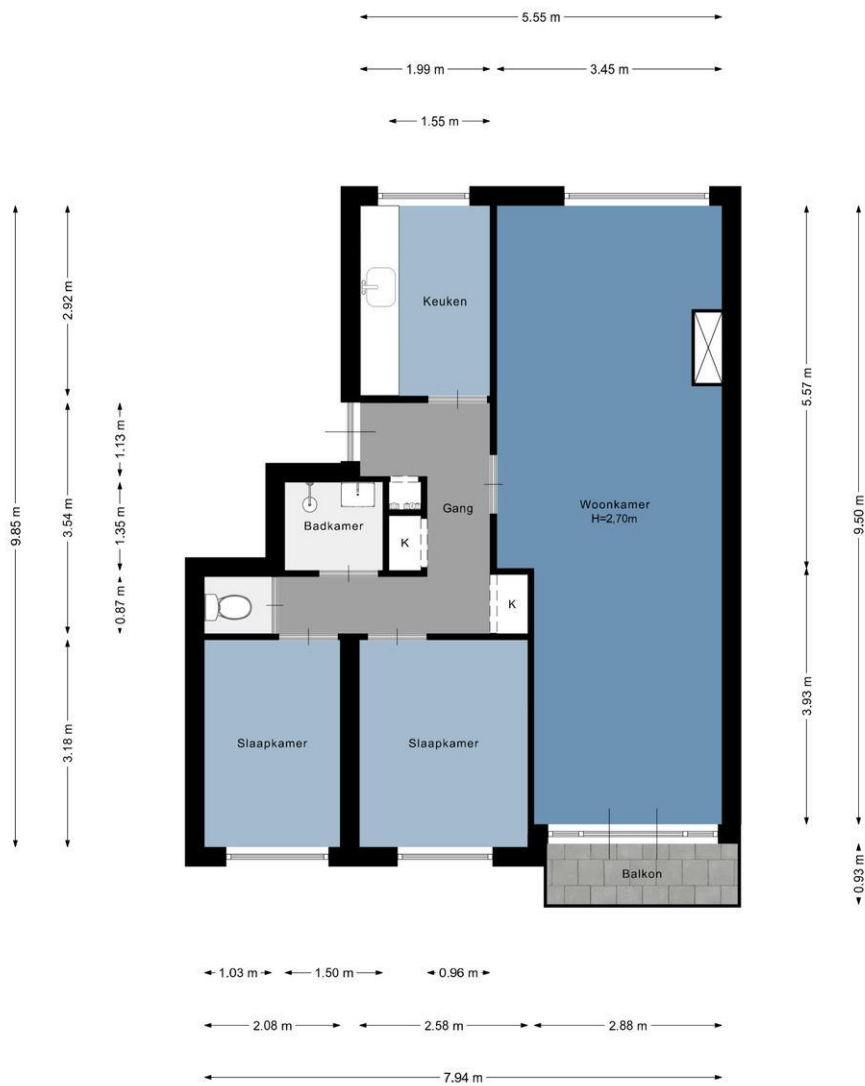 5.55 m
1.99 m
3.45 m
1.55 m
9.85 m
2.92 m
3.54 m
3.18 m
1.13 m
1.35 m
0.87 m
Keuken
Woonkamer
H=2,70m
Gang
Badkamer
K
K
Slaapkamer
Slaapkamer
Balkon
5.57 m
3.93 m
9.50 m
0.93 m
1.03 m
1.50 m
0.96 m
2.08 m
2.58 m
2.88 m
7.94 m